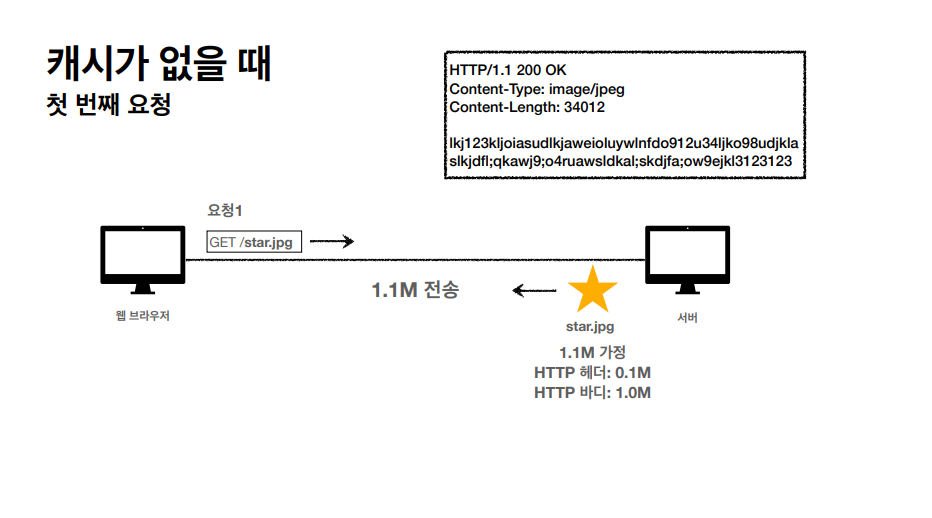 캐시가 없을 때
첫 번째 요청
HTTP/1.1 200 OK
Content-Type: image/jpeg
Content-Length: 34012
lkj123kljoiasudlkjaweioluywlnfdo912u34ljko98udjkla
slkjdfl;qkawj9;o4ruawsldkal;skdjfa;ow9ejkl3123123
요청1
GET /star.jpg
1.1M 전송
웹 브라우저
star.jpg
서버
1.1M 가정
HTTP 헤더: 0.1M
HTTP 바디: 1.0M